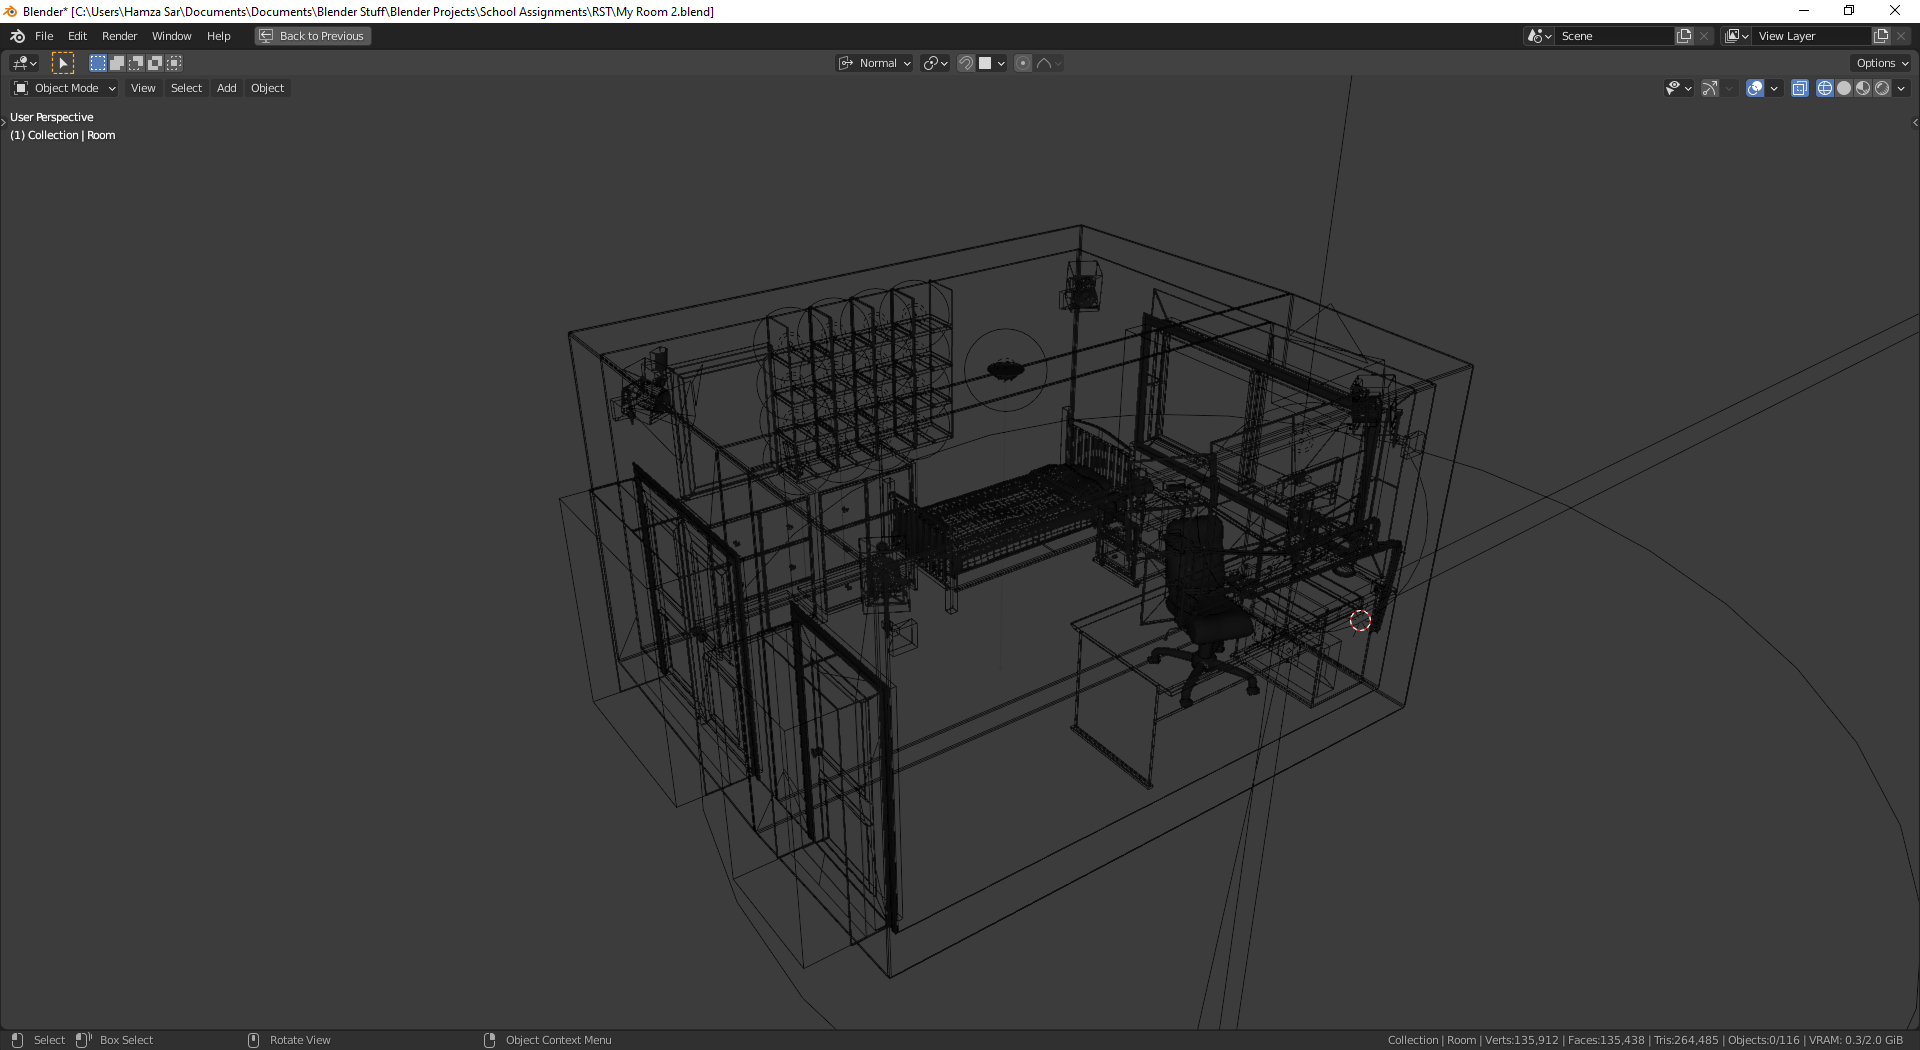 Blender* [C:\Users\Hamza Sar\Documents\Documents\Blender Stuff\Blender Projects\School Assignments\RST\My Room 2.blend]
File Edit Render Window Help Back to Previous Scene View Layer
Normal Options
Object Mode View Select Add Object
User Perspective
(1) Collection | Room
Select Box Select Rotate View Object Context Menu Collection | Room | Verts:135,912 | Faces:135,438 | Tris:264,485 | Objects:0/116 | VRAM: 0.3/2.0 GiB